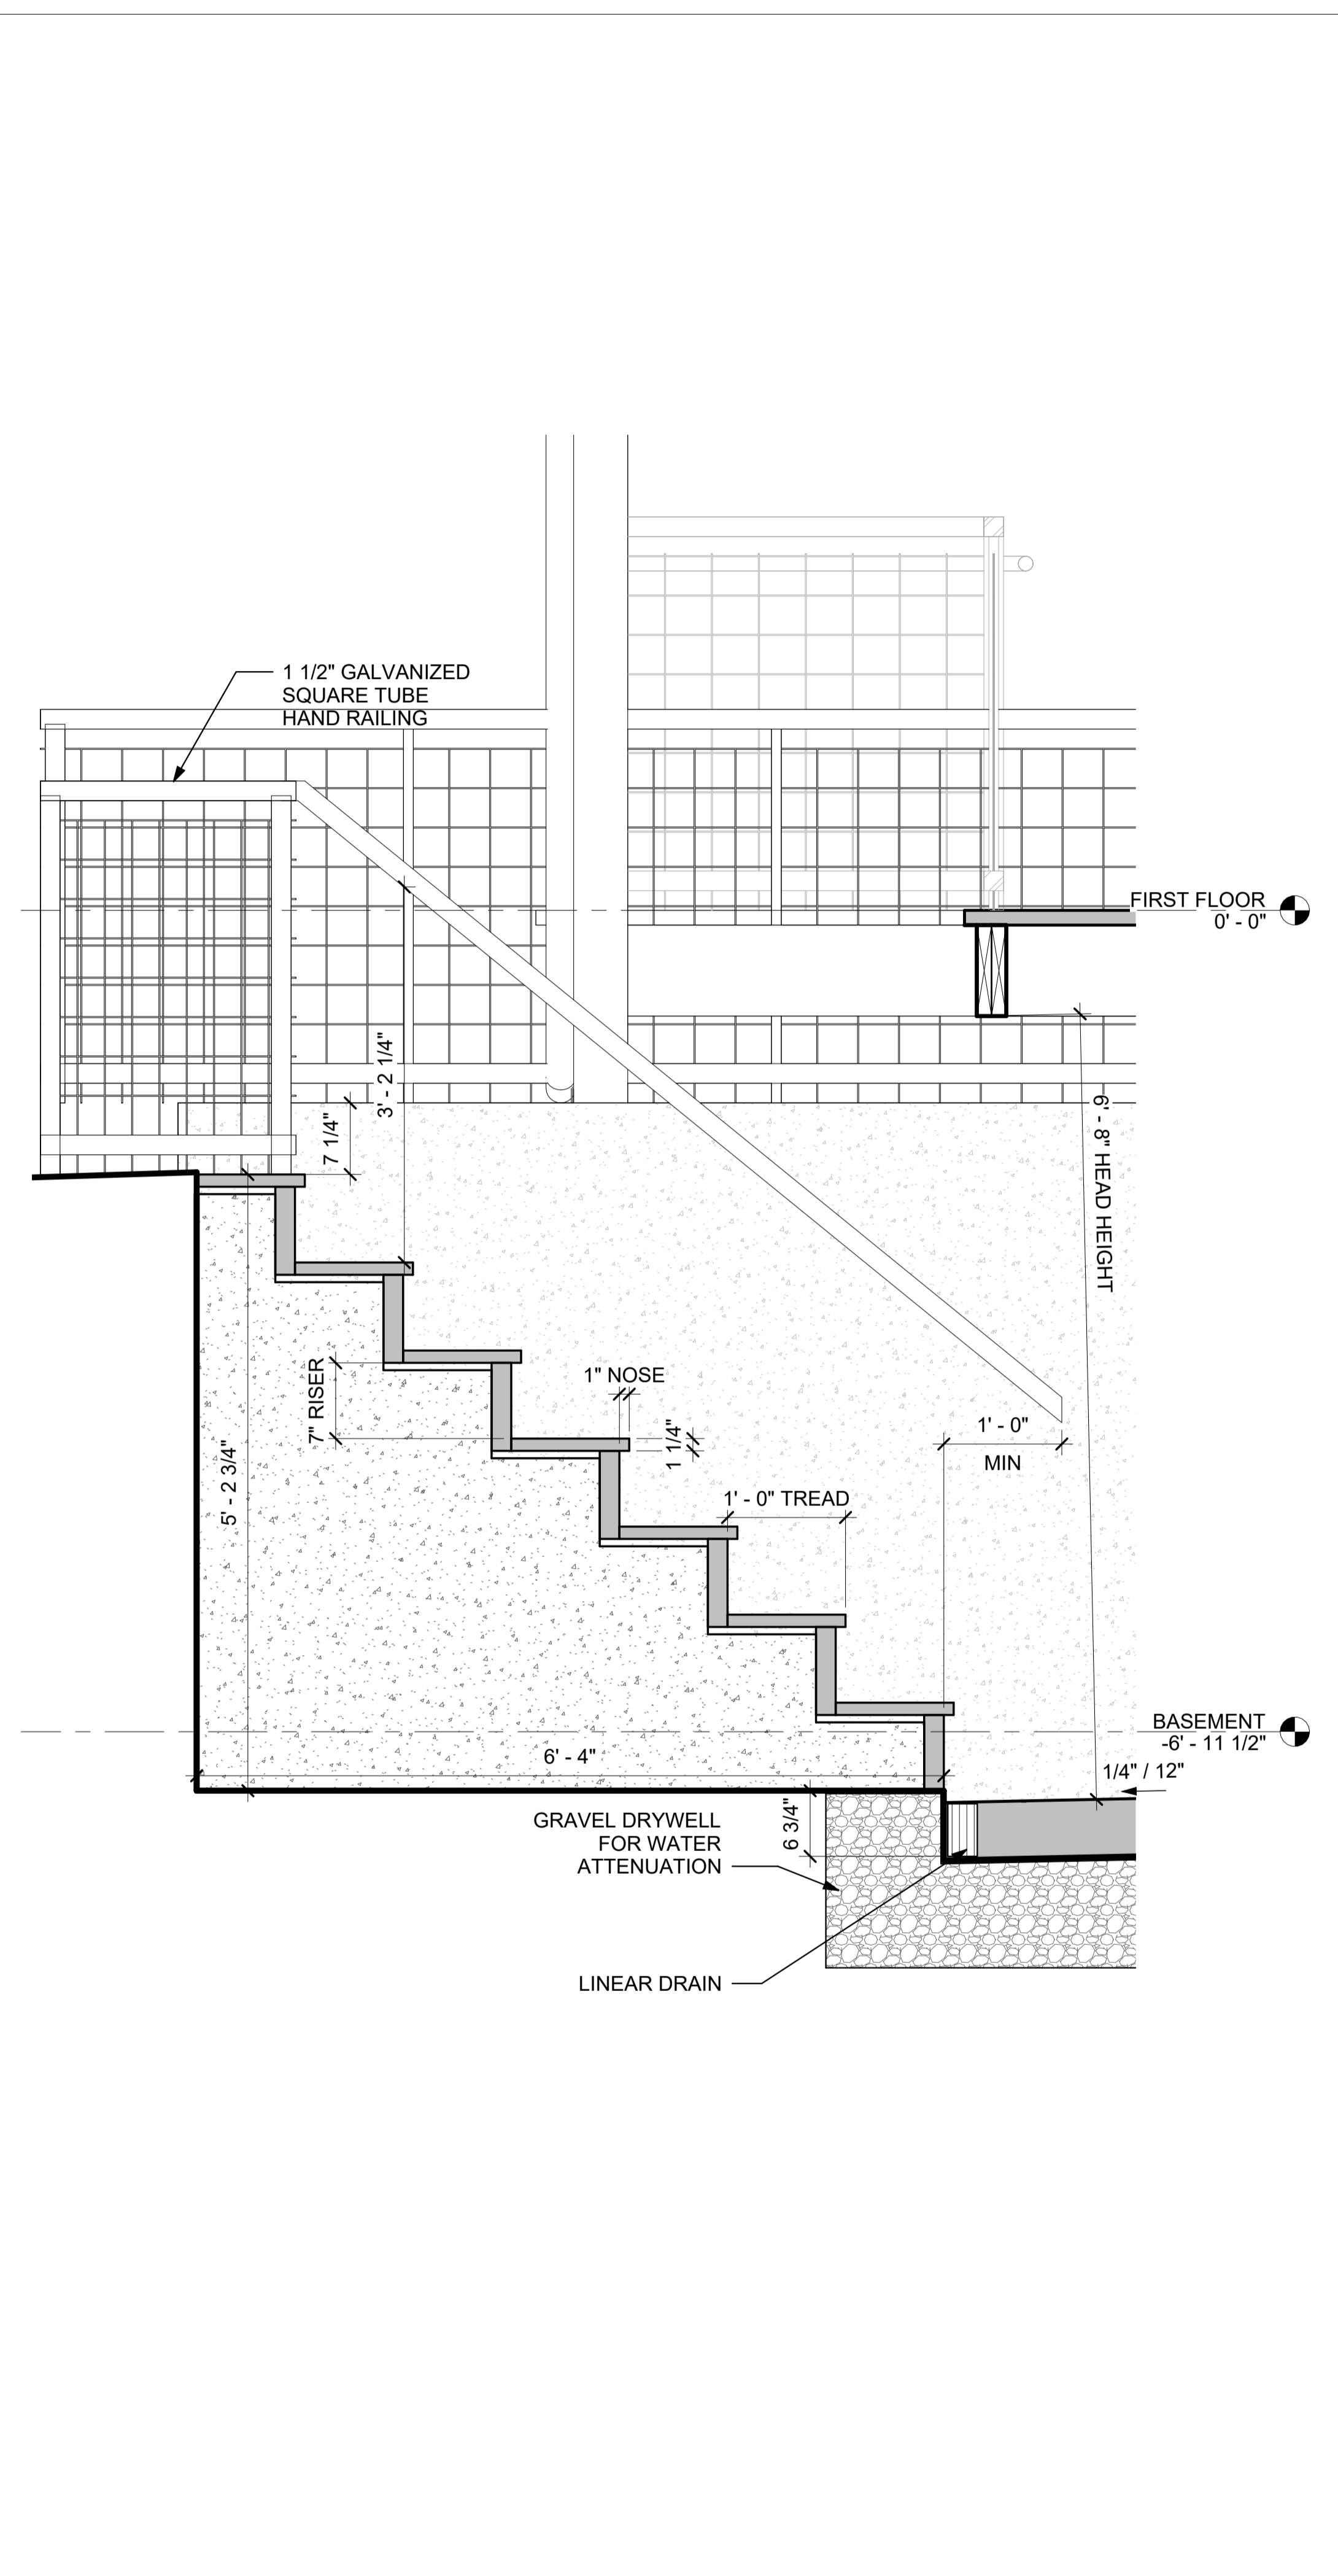 1 1/2" GALVANIZED
SQUARE TUBE
HAND RAILING
FIRST FLOOR
0' - 0"
3' - 2 1/4"
7 1/4"
6' - 8" HEAD HEIGHT
7" RISER
1" NOSE
1 1/4"
1' - 0"
MIN
5' - 2 3/4"
1' - 0" TREAD
BASEMENT
-6' - 11 1/2"
6' - 4"
1/4" / 12"
GRAVEL DRYWELL
FOR WATER
ATTENUATION
6 3/4"
LINEAR DRAIN